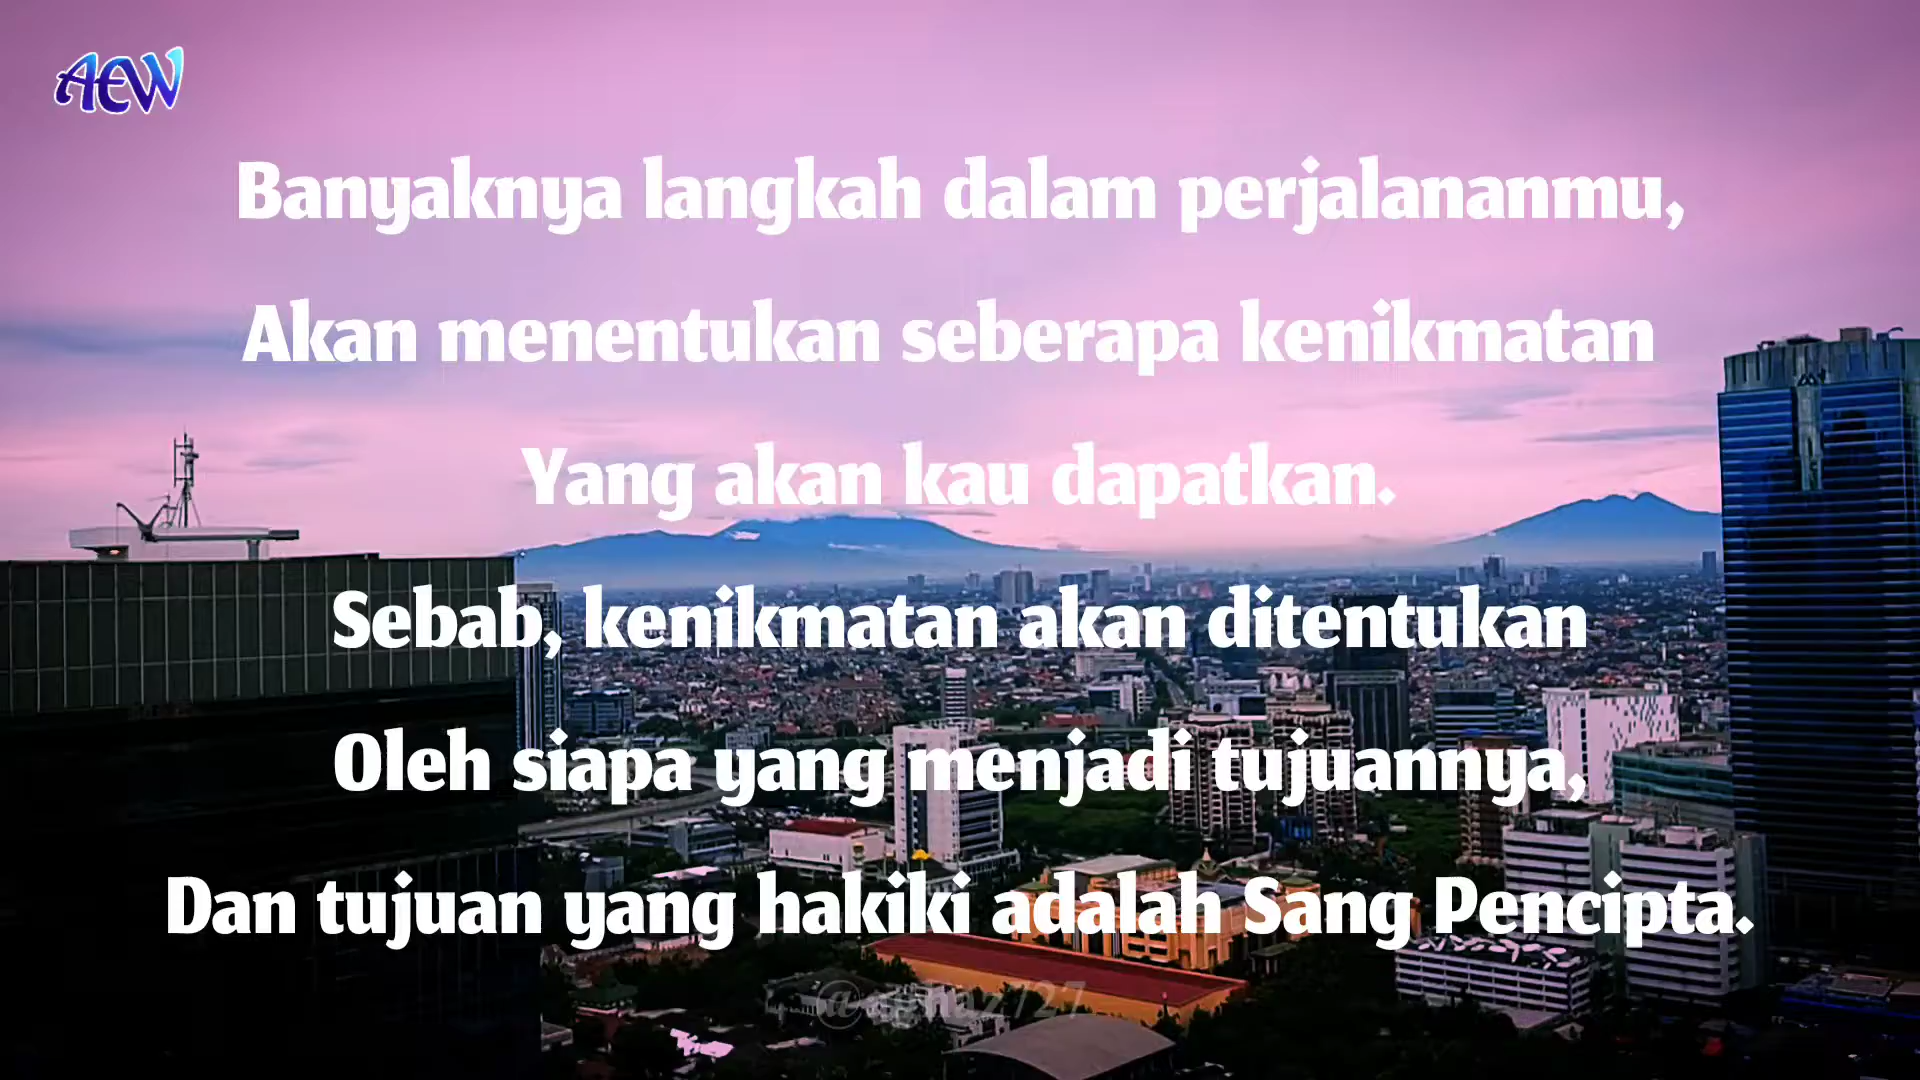 AEW
Banyaknya langkah dalam perjalananmu,
Akan menentukan seberapa kenikmatan
Yang akan kau dapatkan.
Sebab, kenikmatan akan ditentukan
Oleh siapa yang menjadi tujuannya,
Dan tujuan yang hakiki adalah Sang Pencipta.